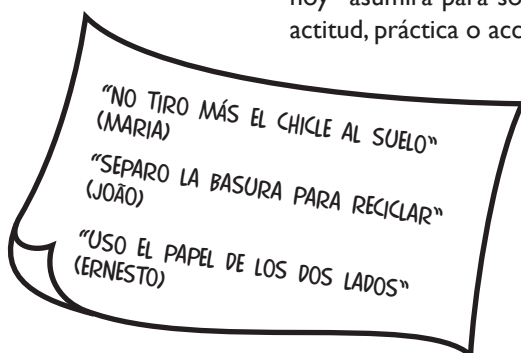 hoy" asumirá para so
actitud, práctica o acc
"NO TIRO MÁS EL CHICLE AL SUELO"
(MARIA)
"SEPARO LA BASURA PARA RECICLAR"
(JOÃO)
"USO EL PAPEL DE LOS DOS LADOS"
(ERNESTO)